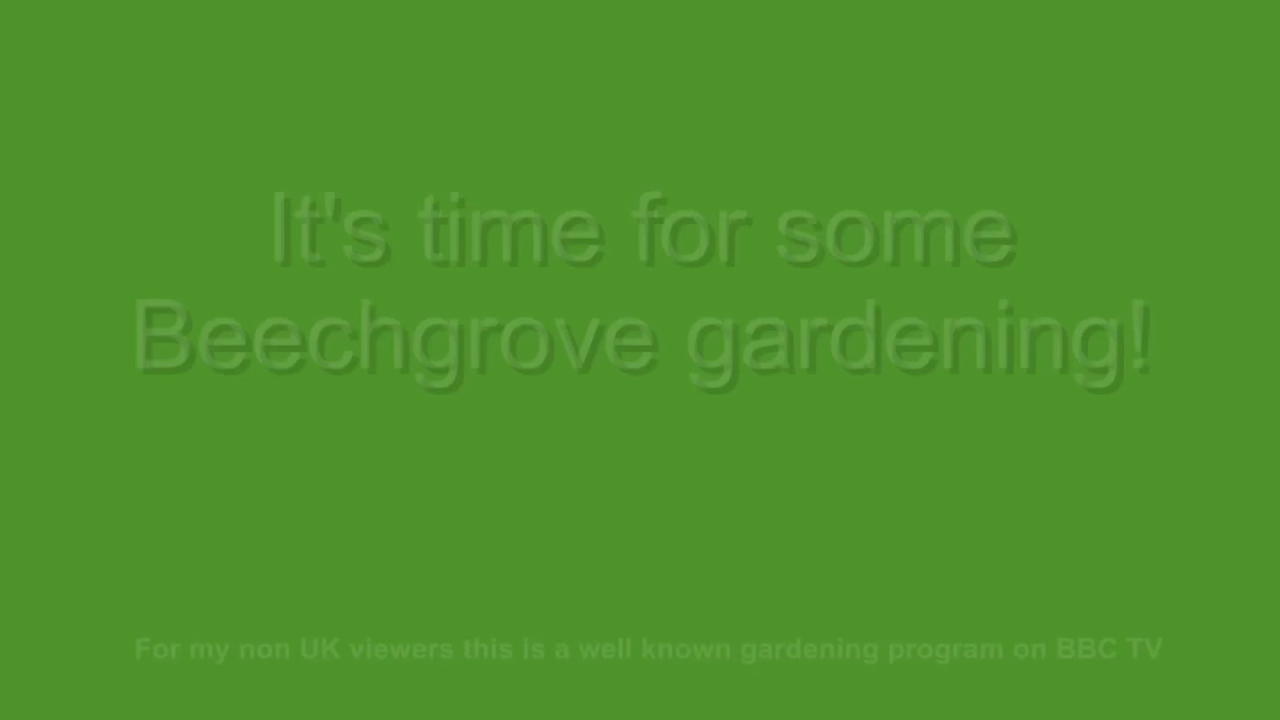 It's time for some
Beechgrove gardening!
For my non UK viewers this is a well known gardening program on BBC TV